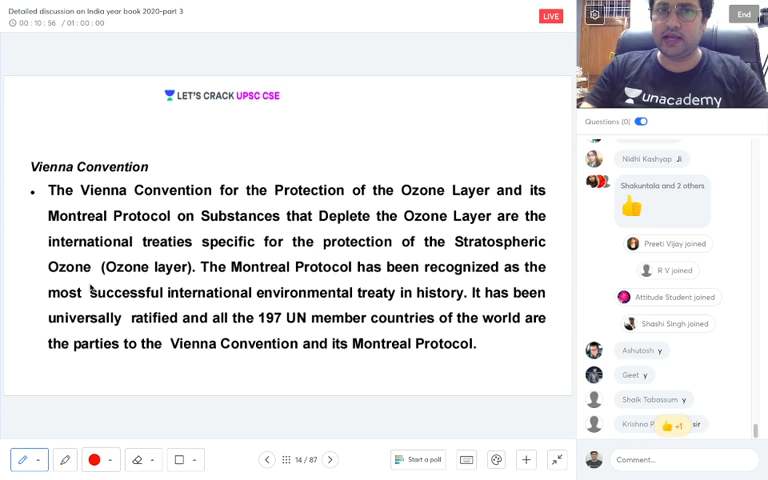 Detailed discussion on India year book 2020-part 3
00 : 10 : 56 / 01 : 00 : 00
LIVE
End
unacademy
LET'S CRACK UPSC CSE
Vienna Convention
• The Vienna Convention for the Protection of the Ozone Layer and its
Montreal Protocol on Substances that Deplete the Ozone Layer are the
international treaties specific for the protection of the Stratospheric
Ozone (Ozone layer). The Montreal Protocol has been recognized as the
most successful international environmental treaty in history. It has been
universally ratified and all the 197 UN member countries of the world are
the parties to the Vienna Convention and its Montreal Protocol.
Questions (0)
Nidhi Kashyap Ji
Shakuntala and 2 others
Preeti Vijay joined
R V joined
Attitude Student joined
Shashi Singh joined
Ashutosh y
Geet y
Shaik Tabassum y
Krishna P +1 sir
14 / 87
Start a poll
Comment...